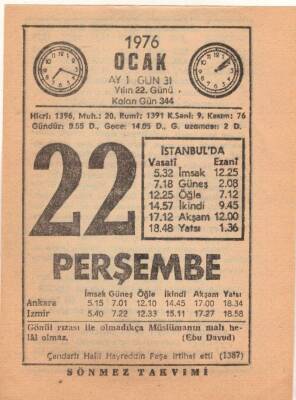 1976
OCAK
AY 1 GÜN 31
Yılın 22. Günü
Kalan Gün 344
Hicrî: 1396, Muh.: 20, Rumî: 1391 K.Sani: 9, Kasım: 76
Gündüz: 9.55 D., Gece: 14.05 D., G. uzaması: 2 D.
22
İSTANBUL'DA
Vasatî Ezanî
5.32 İmsak 12.25
7.18 Güneş 2.08
12.25 Öğle 7.12
14.57 İkindi 9.45
17.12 Akşam 12.00
18.48 Yatsı 1.36
PERŞEMBE
İmsak Güneş Öğle İkindi Akşam Yatsı
Ankara 5.15 7.01 12.10 14.45 17.00 18.34
İzmir 5.40 7.22 12.33 15.11 17.27 18.58
Gönül rızası ile olmadıkça Müslümanın malı he-
lâl olmaz. (Ebu Davud)
Çandarlı Halil Hayreddin Paşa irtihal etti (1387)
SÖNMEZ TAKVİMİ